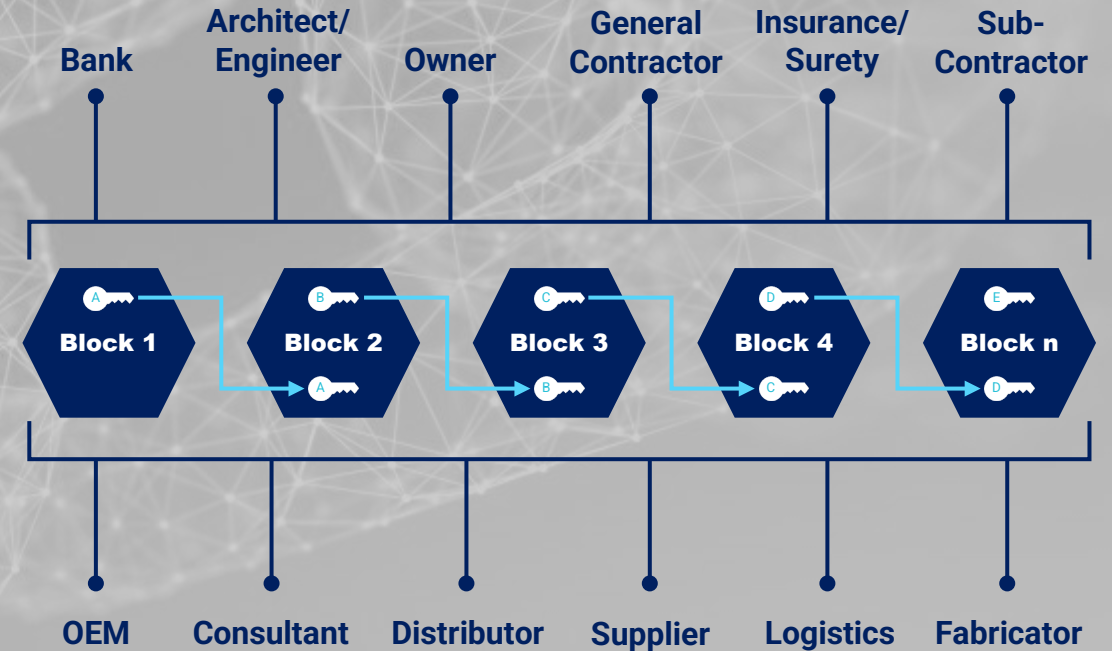 Bank
Architect/
Engineer
Owner
General
Contractor
Insurance/
Surety
Sub-
Contractor
A
B
C
D
E
Block 1
Block 2
Block 3
Block 4
Block n
A
B
C
D
OEM
Consultant
Distributor
Supplier
Logistics
Fabricator